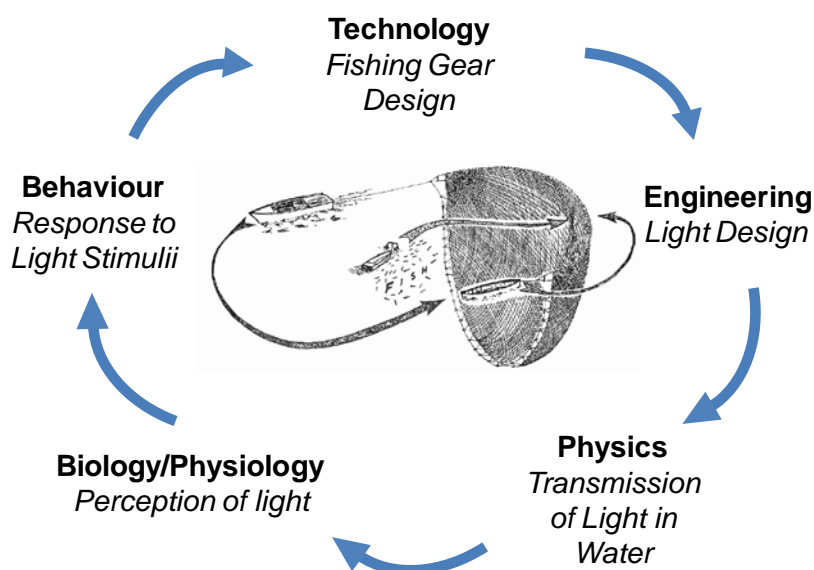 Technology
Fishing Gear
Design
Engineering
Light Design
Physics
Transmission
of Light in
Water
Biology/Physiology
Perception of light
Behaviour
Response to
Light Stimulii
FISH